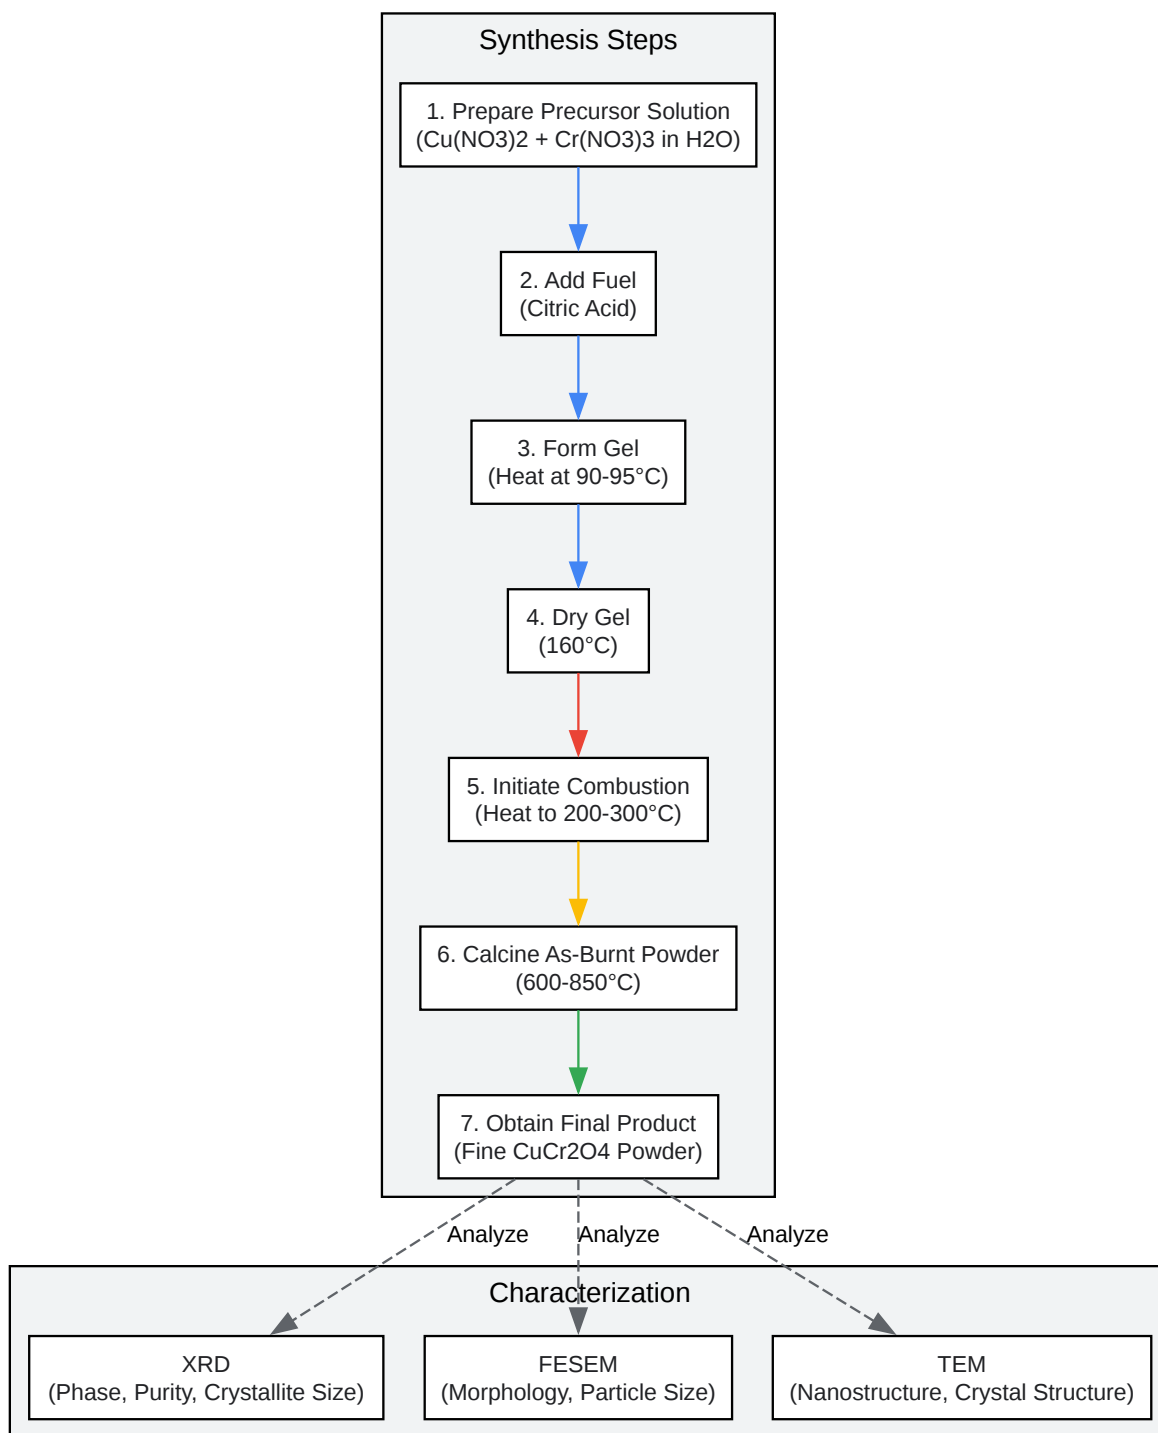 Synthesis Steps
1. Prepare Precursor Solution
(Cu(NO3)2 + Cr(NO3)3 in H2O)
2. Add Fuel
(Citric Acid)
3. Form Gel
(Heat at 90-95°C)
4. Dry Gel
(160°C)
5. Initiate Combustion
(Heat to 200-300°C)
6. Calcine As-Burnt Powder
(600-850°C)
7. Obtain Final Product
(Fine CuCr2O4 Powder)
Analyze
Analyze
Analyze
Characterization
XRD
(Phase, Purity, Crystallite Size)
FESEM
(Morphology, Particle Size)
TEM
(Nanostructure, Crystal Structure)